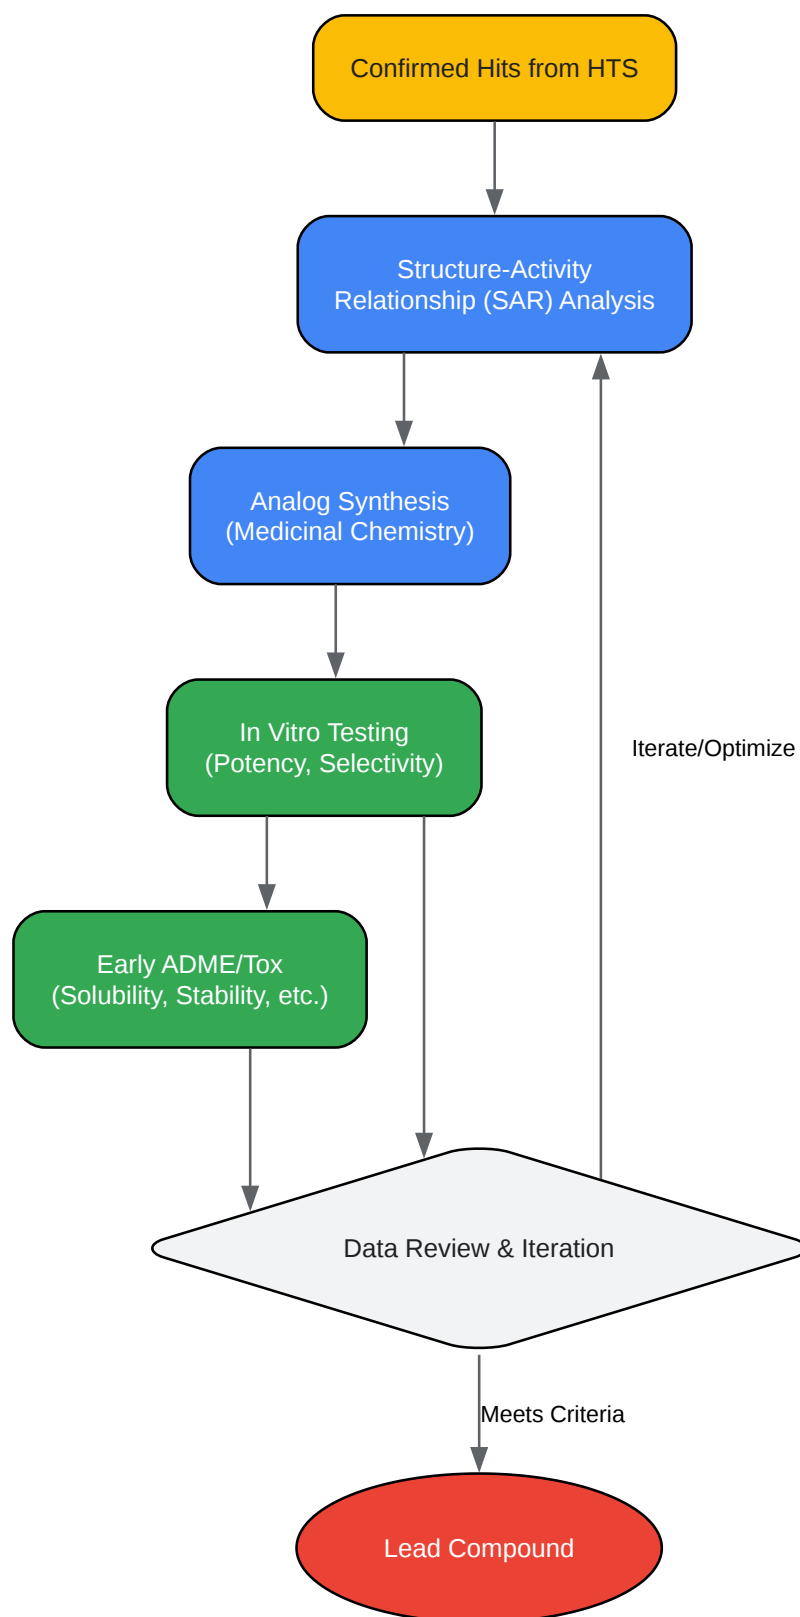 Confirmed Hits from HTS
Structure-Activity
Relationship (SAR) Analysis
Analog Synthesis
(Medicinal Chemistry)
In Vitro Testing
(Potency, Selectivity)
Iterate/Optimize
Early ADME/Tox
(Solubility, Stability, etc.)
Data Review & Iteration
Meets Criteria
Lead Compound